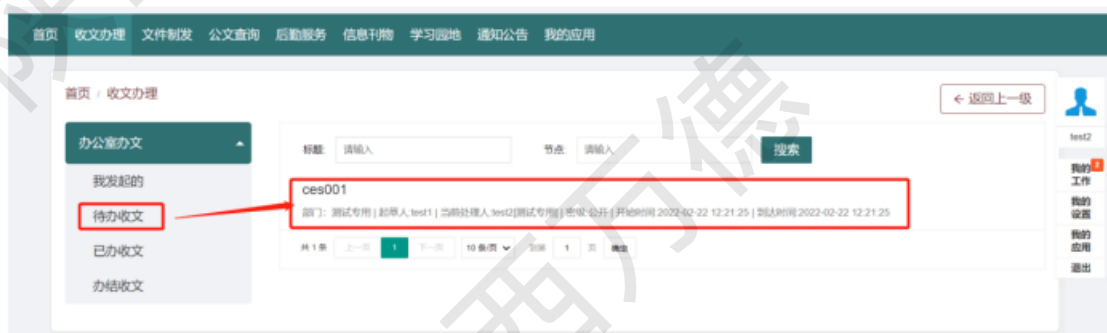 首页 收文办理 文件制发 公文查询 后勤服务 信息刊物 学习园地 通知公告 我的应用
首页 / 收文办理
← 返回上一级
办公室办文
我发起的
待办收文
已办收文
办结收文
标题: 请输入 节点: 请输入 搜索
ces001
部门: 测试专用 | 起草人:test1 | 当前处理人:test2[测试专用] | 密级:公开 | 开始时间:2022-02-22 12:21:25 | 到达时间:2022-02-22 12:21:25
共 1 条 上一页 1 下一页 10 条/页 到第 1 页 确定
test2
我的工作 2
我的设置
我的应用
退出
西万德